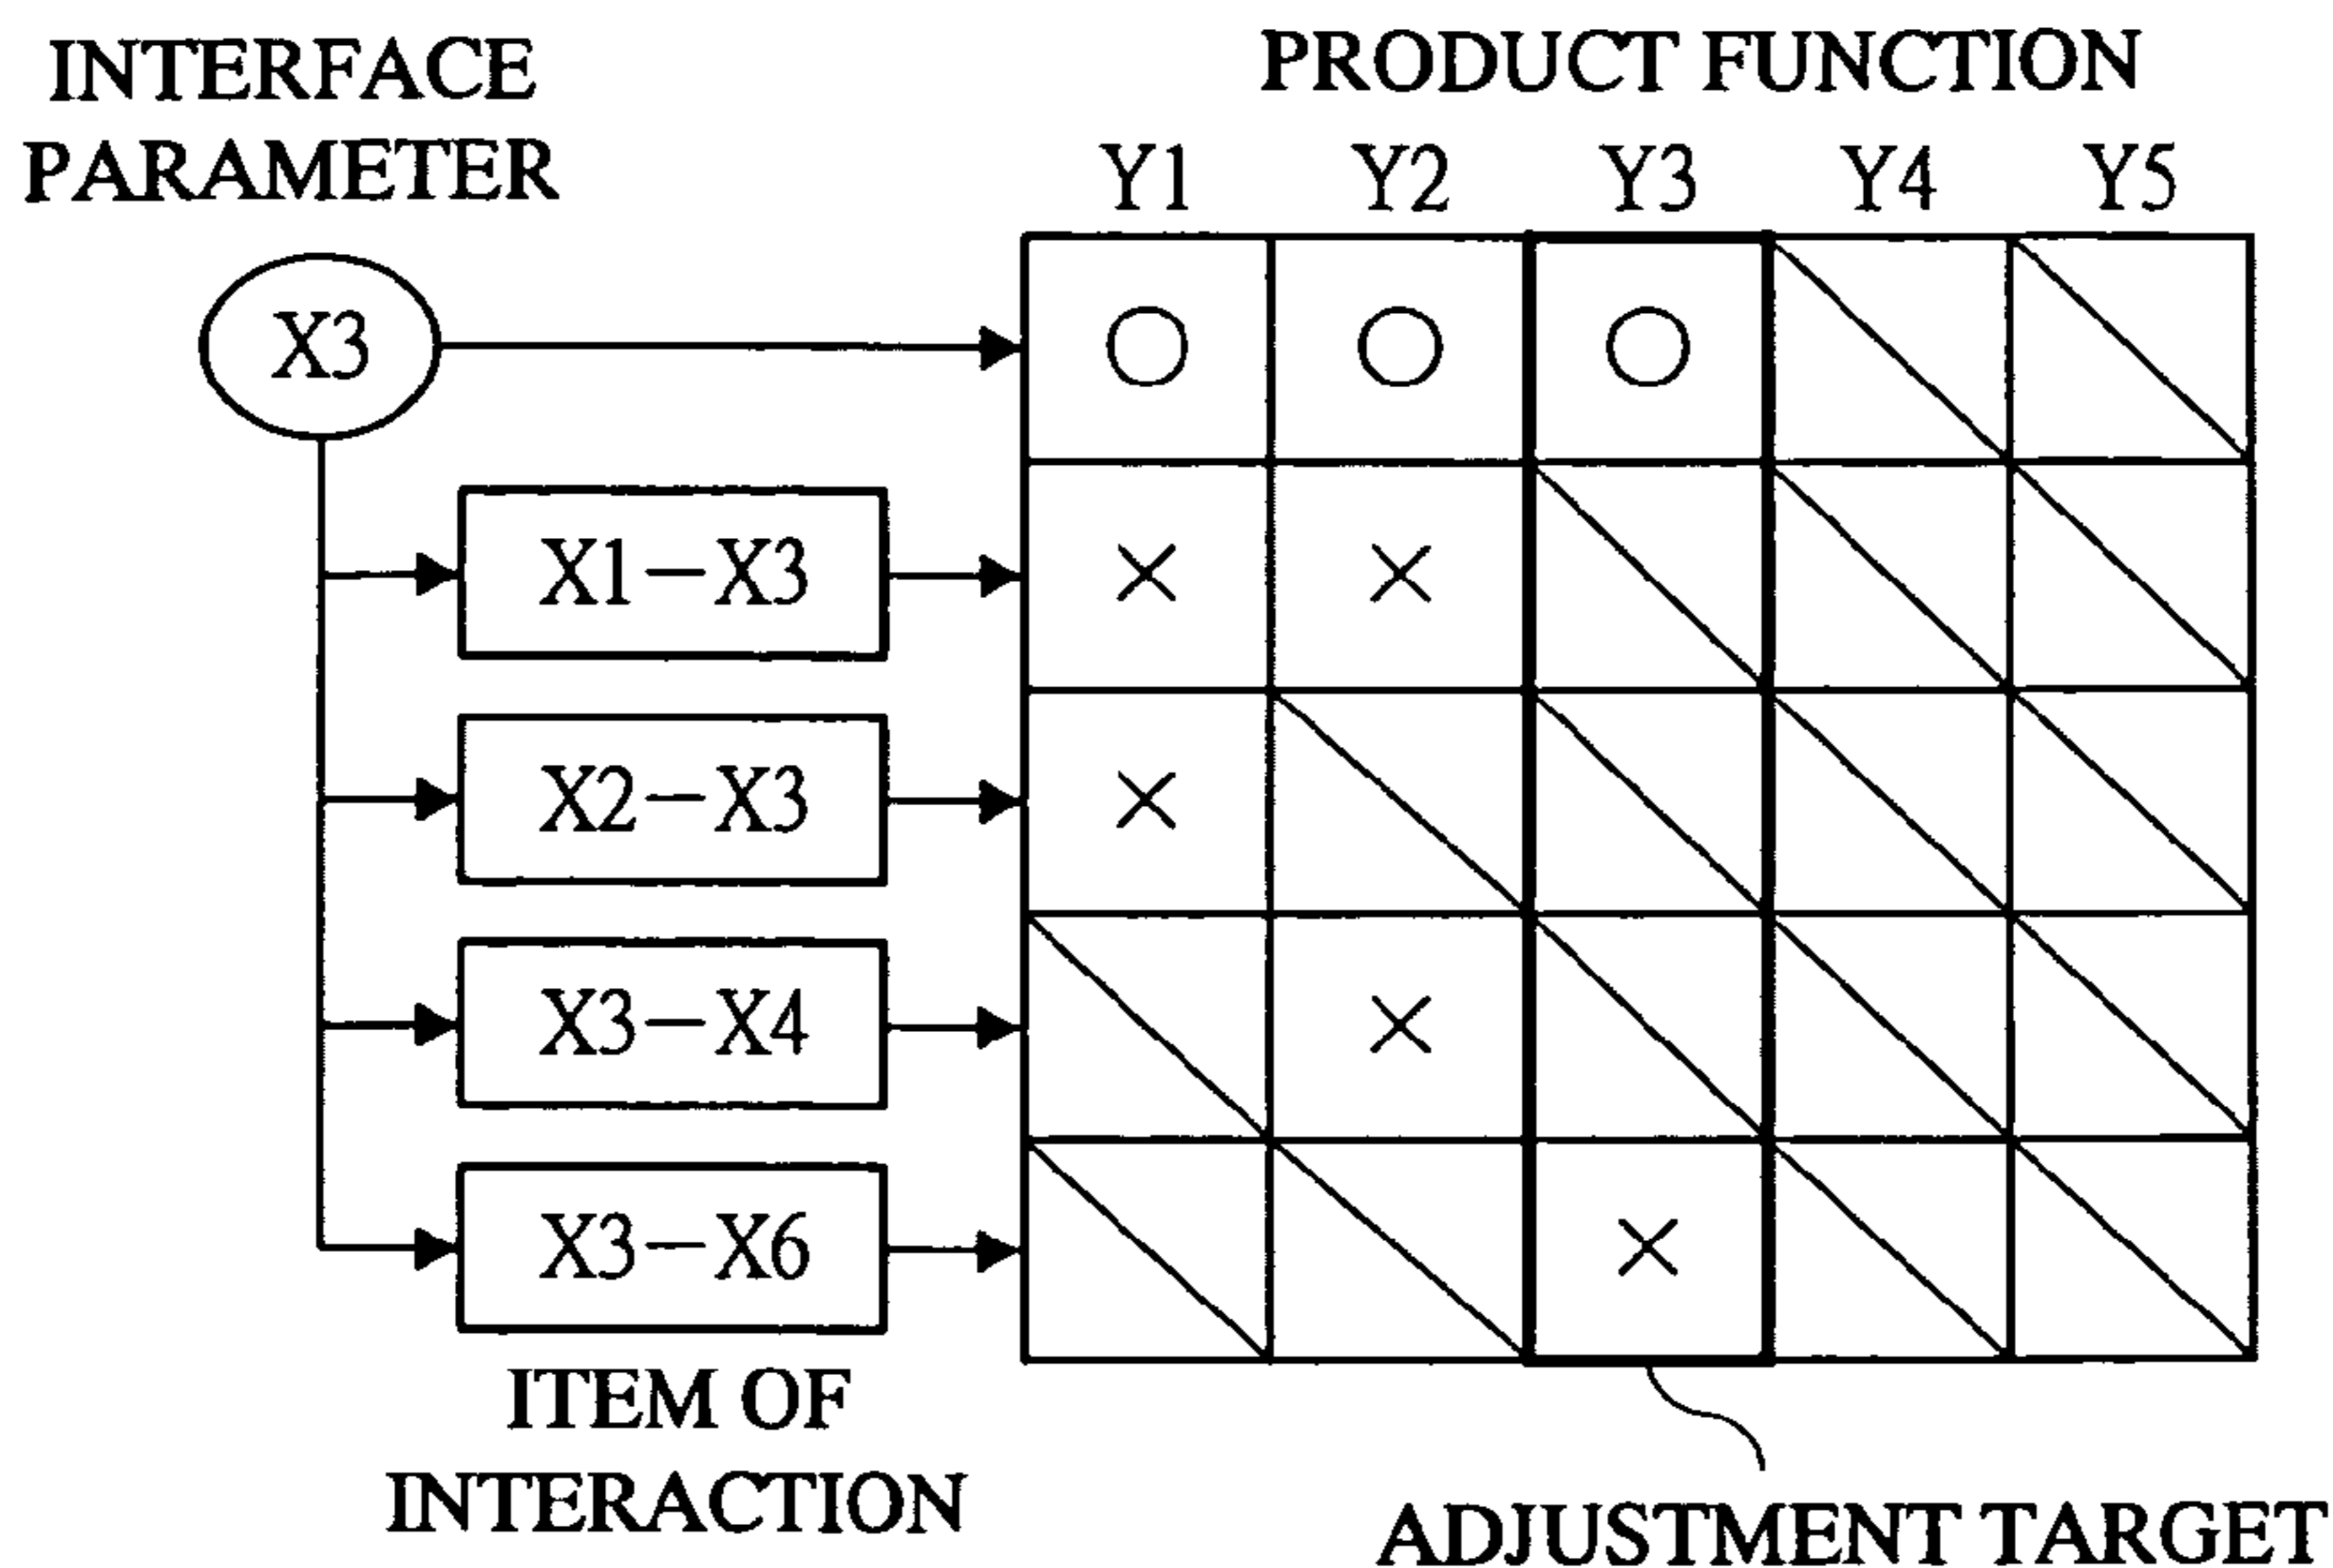 INTERFACE
PARAMETER
PRODUCT FUNCTION
Y1 Y2 Y3 Y4 Y5
X3
X1-X3
X2-X3
X3-X4
X3-X6
ITEM OF
INTERACTION
ADJUSTMENT TARGET